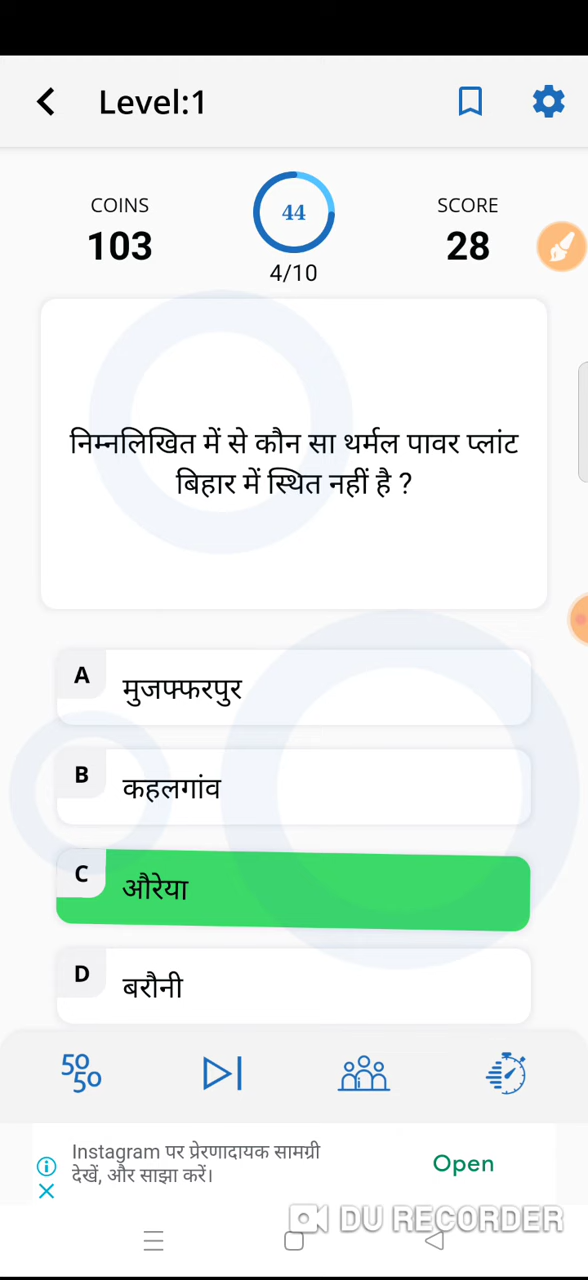 Level:1
COINS
103
44
4/10
SCORE
28
निम्नलिखित में से कौन सा थर्मल पावर प्लांट
बिहार में स्थित नहीं है ?
A
मुजफ्फरपुर
B
कहलगांव
C
औरेया
D
बरौनी
50
50
Instagram पर प्रेरणादायक सामग्री
देखें, और साझा करें।
Open
DU RECORDER